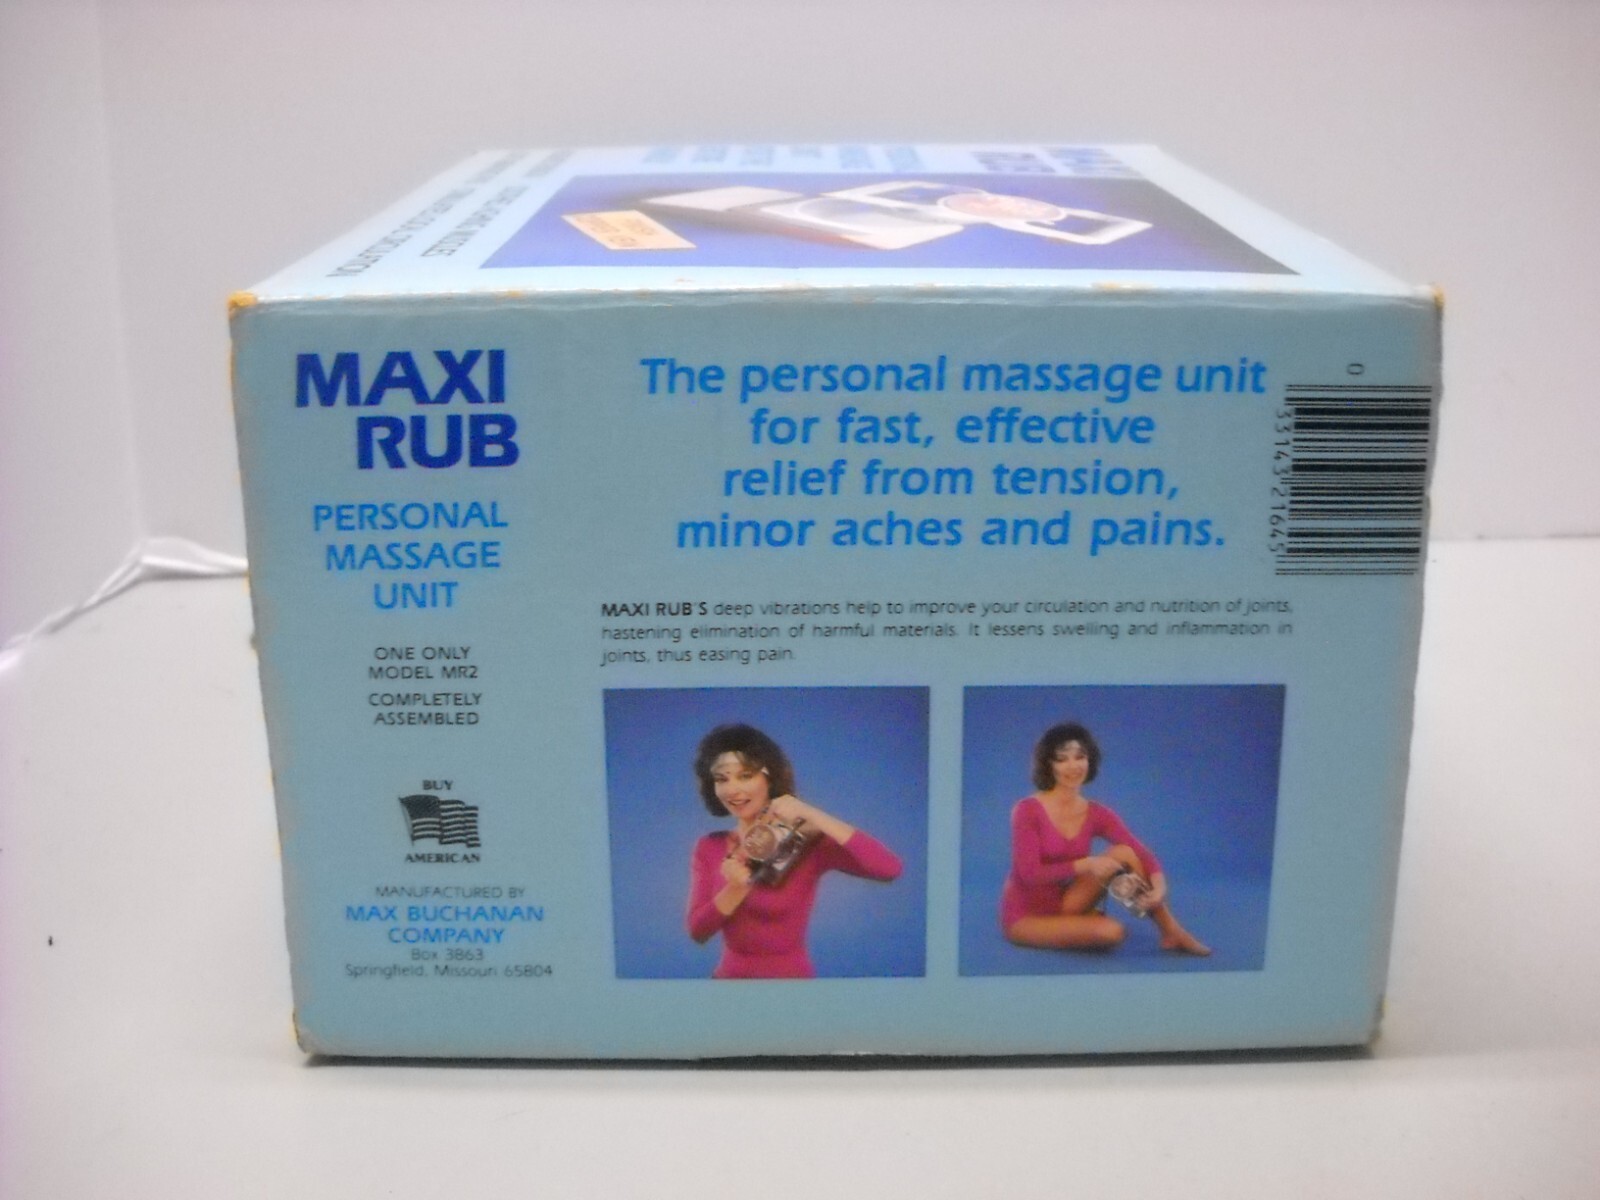 MAXI
RUB
PERSONAL
MASSAGE
UNIT
ONE ONLY
MODEL MR2
COMPLETELY
ASSEMBLED
BUY
AMERICAN
MANUFACTURED BY
MAX BUCHANAN
COMPANY
Box 3863
Springfield, Missouri 65804
The personal massage unit
for fast, effective
relief from tension,
minor aches and pains.
MAXI RUB'S deep vibrations help to improve your circulation and nutrition of joints,
hastening elimination of harmful materials. It lessens swelling and inflammation in
joints, thus easing pain.
0 33143 21645